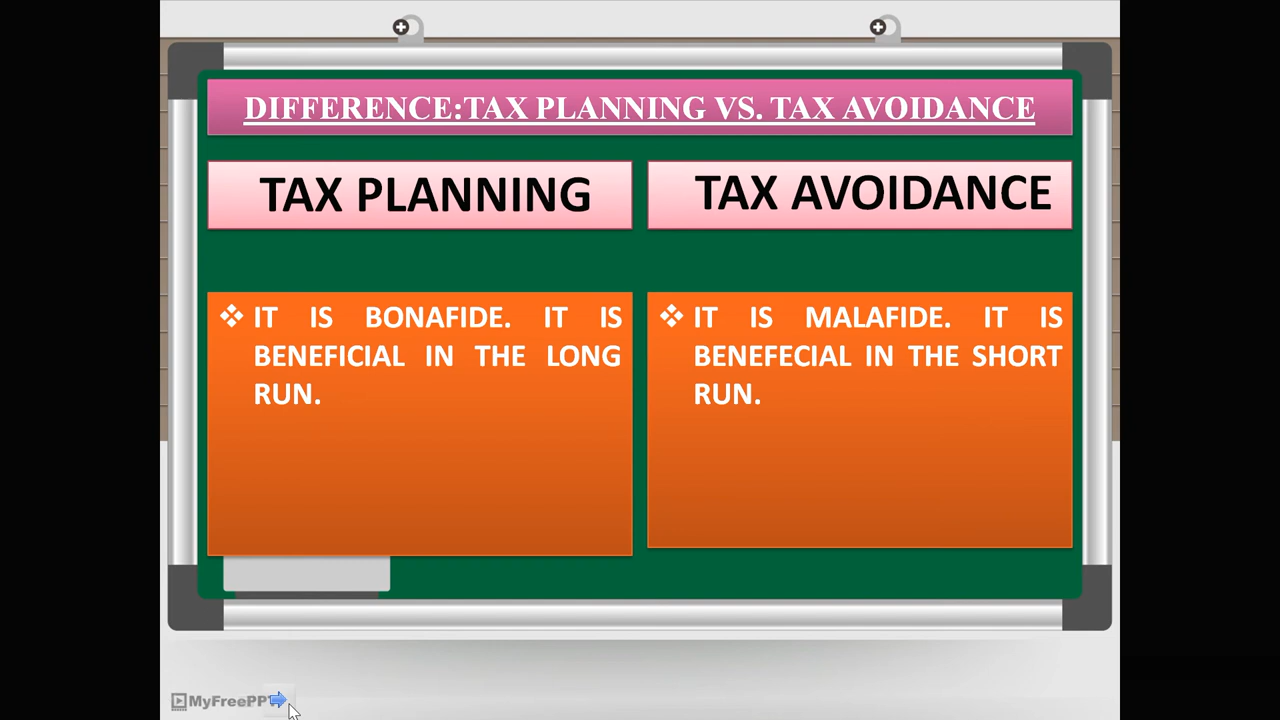 DIFFERENCE:TAX PLANNING VS. TAX AVOIDANCE
TAX PLANNING
TAX AVOIDANCE
❖ IT IS BONAFIDE. IT IS
BENEFICIAL IN THE LONG
RUN.
❖ IT IS MALAFIDE. IT IS
BENEFECIAL IN THE SHORT
RUN.
MyFreePP